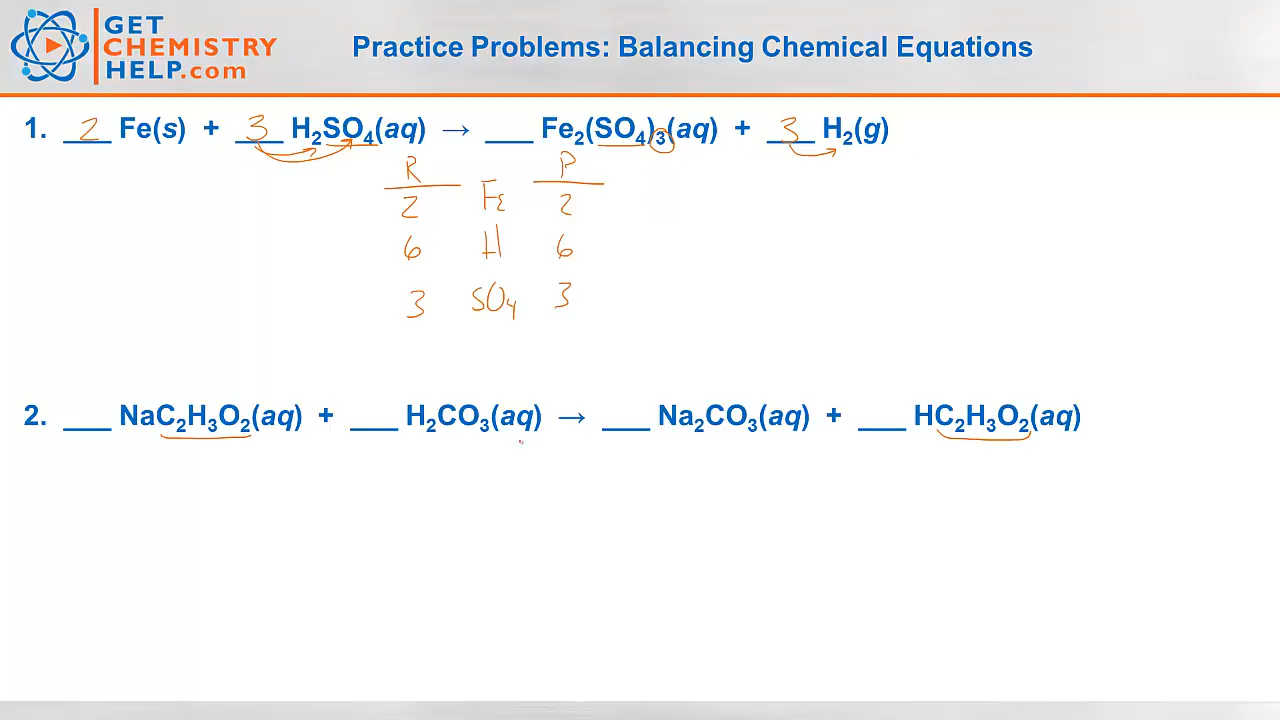 GET
CHEMISTRY
HELP.com
Practice Problems: Balancing Chemical Equations
1. 2 Fe(s) + 3 H₂SO₄(aq) → ___ Fe₂(SO₄)₃(aq) + 3 H₂(g)
R P
2 Fe 2
6 H 6
3 SO₄ 3
2. ___ NaC₂H₃O₂(aq) + ___ H₂CO₃(aq) → ___ Na₂CO₃(aq) + ___ HC₂H₃O₂(aq)